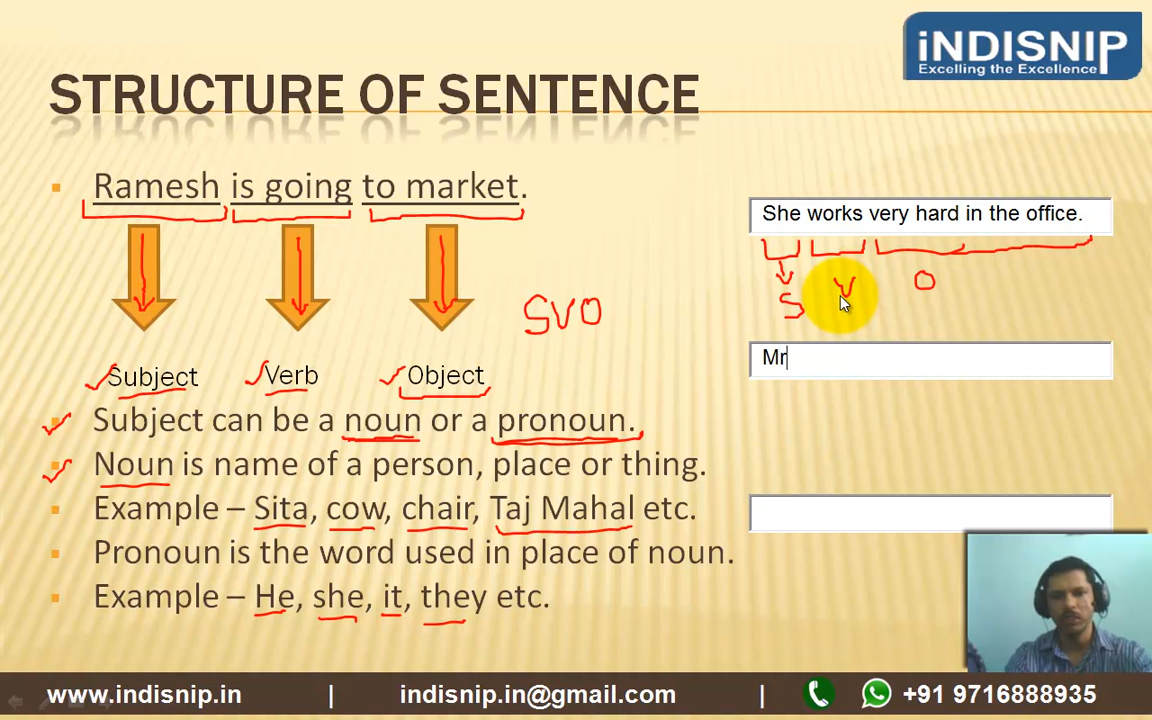 iNDISNIP
Excelling the Excellence
STRUCTURE OF SENTENCE
Ramesh is going to market.
SVO
Subject Verb Object
Subject can be a noun or a pronoun.
Noun is name of a person, place or thing.
Example – Sita, cow, chair, Taj Mahal etc.
Pronoun is the word used in place of noun.
Example – He, she, it, they etc.
She works very hard in the office.
S V O
Mr
www.indisnip.in | indisnip.in@gmail.com | +91 9716888935